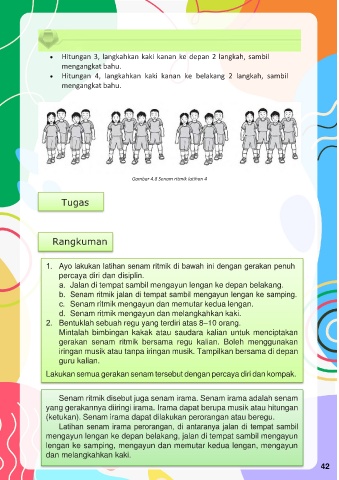 • Hitungan 3, langkahkan kaki kanan ke depan 2 langkah, sambil
mengangkat bahu.
• Hitungan 4, langkahkan kaki kanan ke belakang 2 langkah, sambil
mengangkat bahu.
Gambar 4.8 Senam ritmik latihan 4
Tugas
Rangkuman
1. Ayo lakukan latihan senam ritmik di bawah ini dengan gerakan penuh
percaya diri dan disiplin.
a. Jalan di tempat sambil mengayun lengan ke depan belakang.
b. Senam ritmik jalan di tempat sambil mengayun lengan ke samping.
c. Senam ritmik mengayun dan memutar kedua lengan.
d. Senam ritmik mengayun dan melangkahkan kaki.
2. Bentuklah sebuah regu yang terdiri atas 8–10 orang.
Mintalah bimbingan kakak atau saudara kalian untuk menciptakan
gerakan senam ritmik bersama regu kalian. Boleh menggunakan
iringan musik atau tanpa iringan musik. Tampilkan bersama di depan
guru kalian.
Lakukan semua gerakan senam tersebut dengan percaya diri dan kompak.
Senam ritmik disebut juga senam irama. Senam irama adalah senam
yang gerakannya diiringi irama. Irama dapat berupa musik atau hitungan
(ketukan). Senam irama dapat dilakukan perorangan atau beregu.
Latihan senam irama perorangan, di antaranya jalan di tempat sambil
mengayun lengan ke depan belakang, jalan di tempat sambil mengayun
lengan ke samping, mengayun dan memutar kedua lengan, mengayun
dan melangkahkan kaki.
42